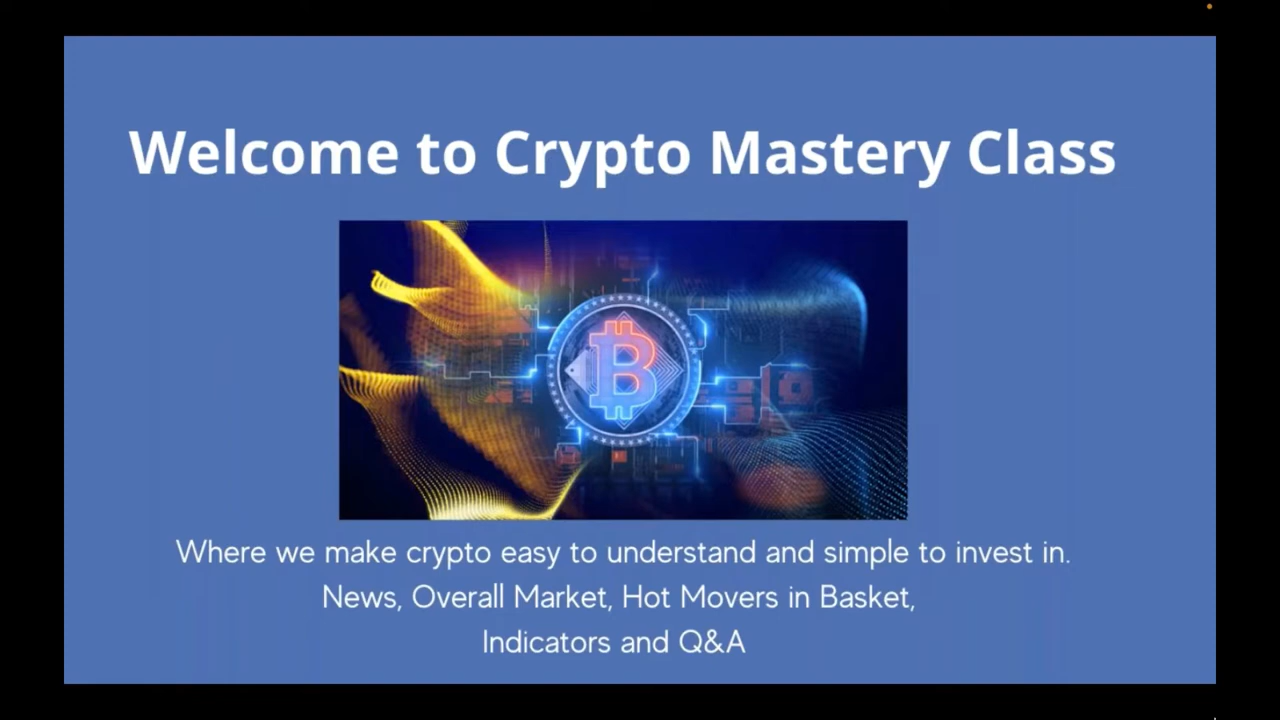 Welcome to Crypto Mastery Class
Where we make crypto easy to understand and simple to invest in.
News, Overall Market, Hot Movers in Basket,
Indicators and Q&A